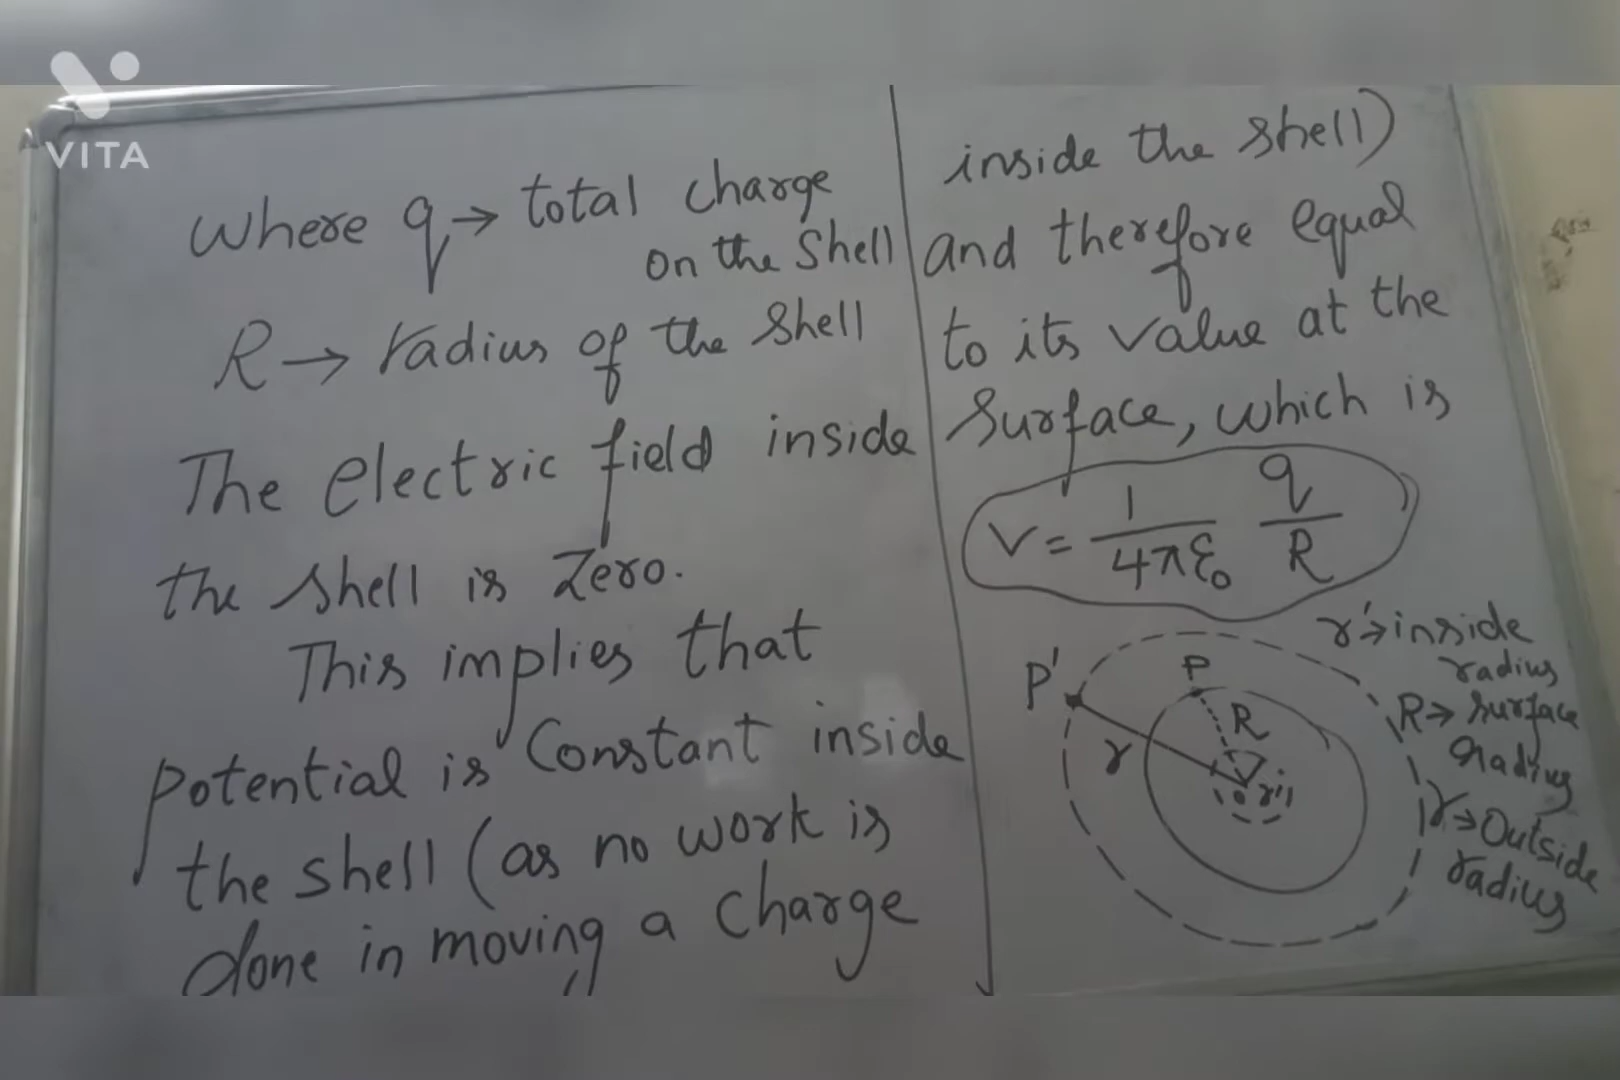 VITA
Where q → total charge
on the shell
R → radius of the shell
The electric field inside
the shell is zero.
This implies that
potential is constant inside
the shell (as no work is
done in moving a charge
inside the shell)
and therefore equal
to its value at the
surface, which is
V = 1/4πε₀ q/R
r' → inside
radius
R → surface
radius
r → outside
radius
P'
P
R
r
r'